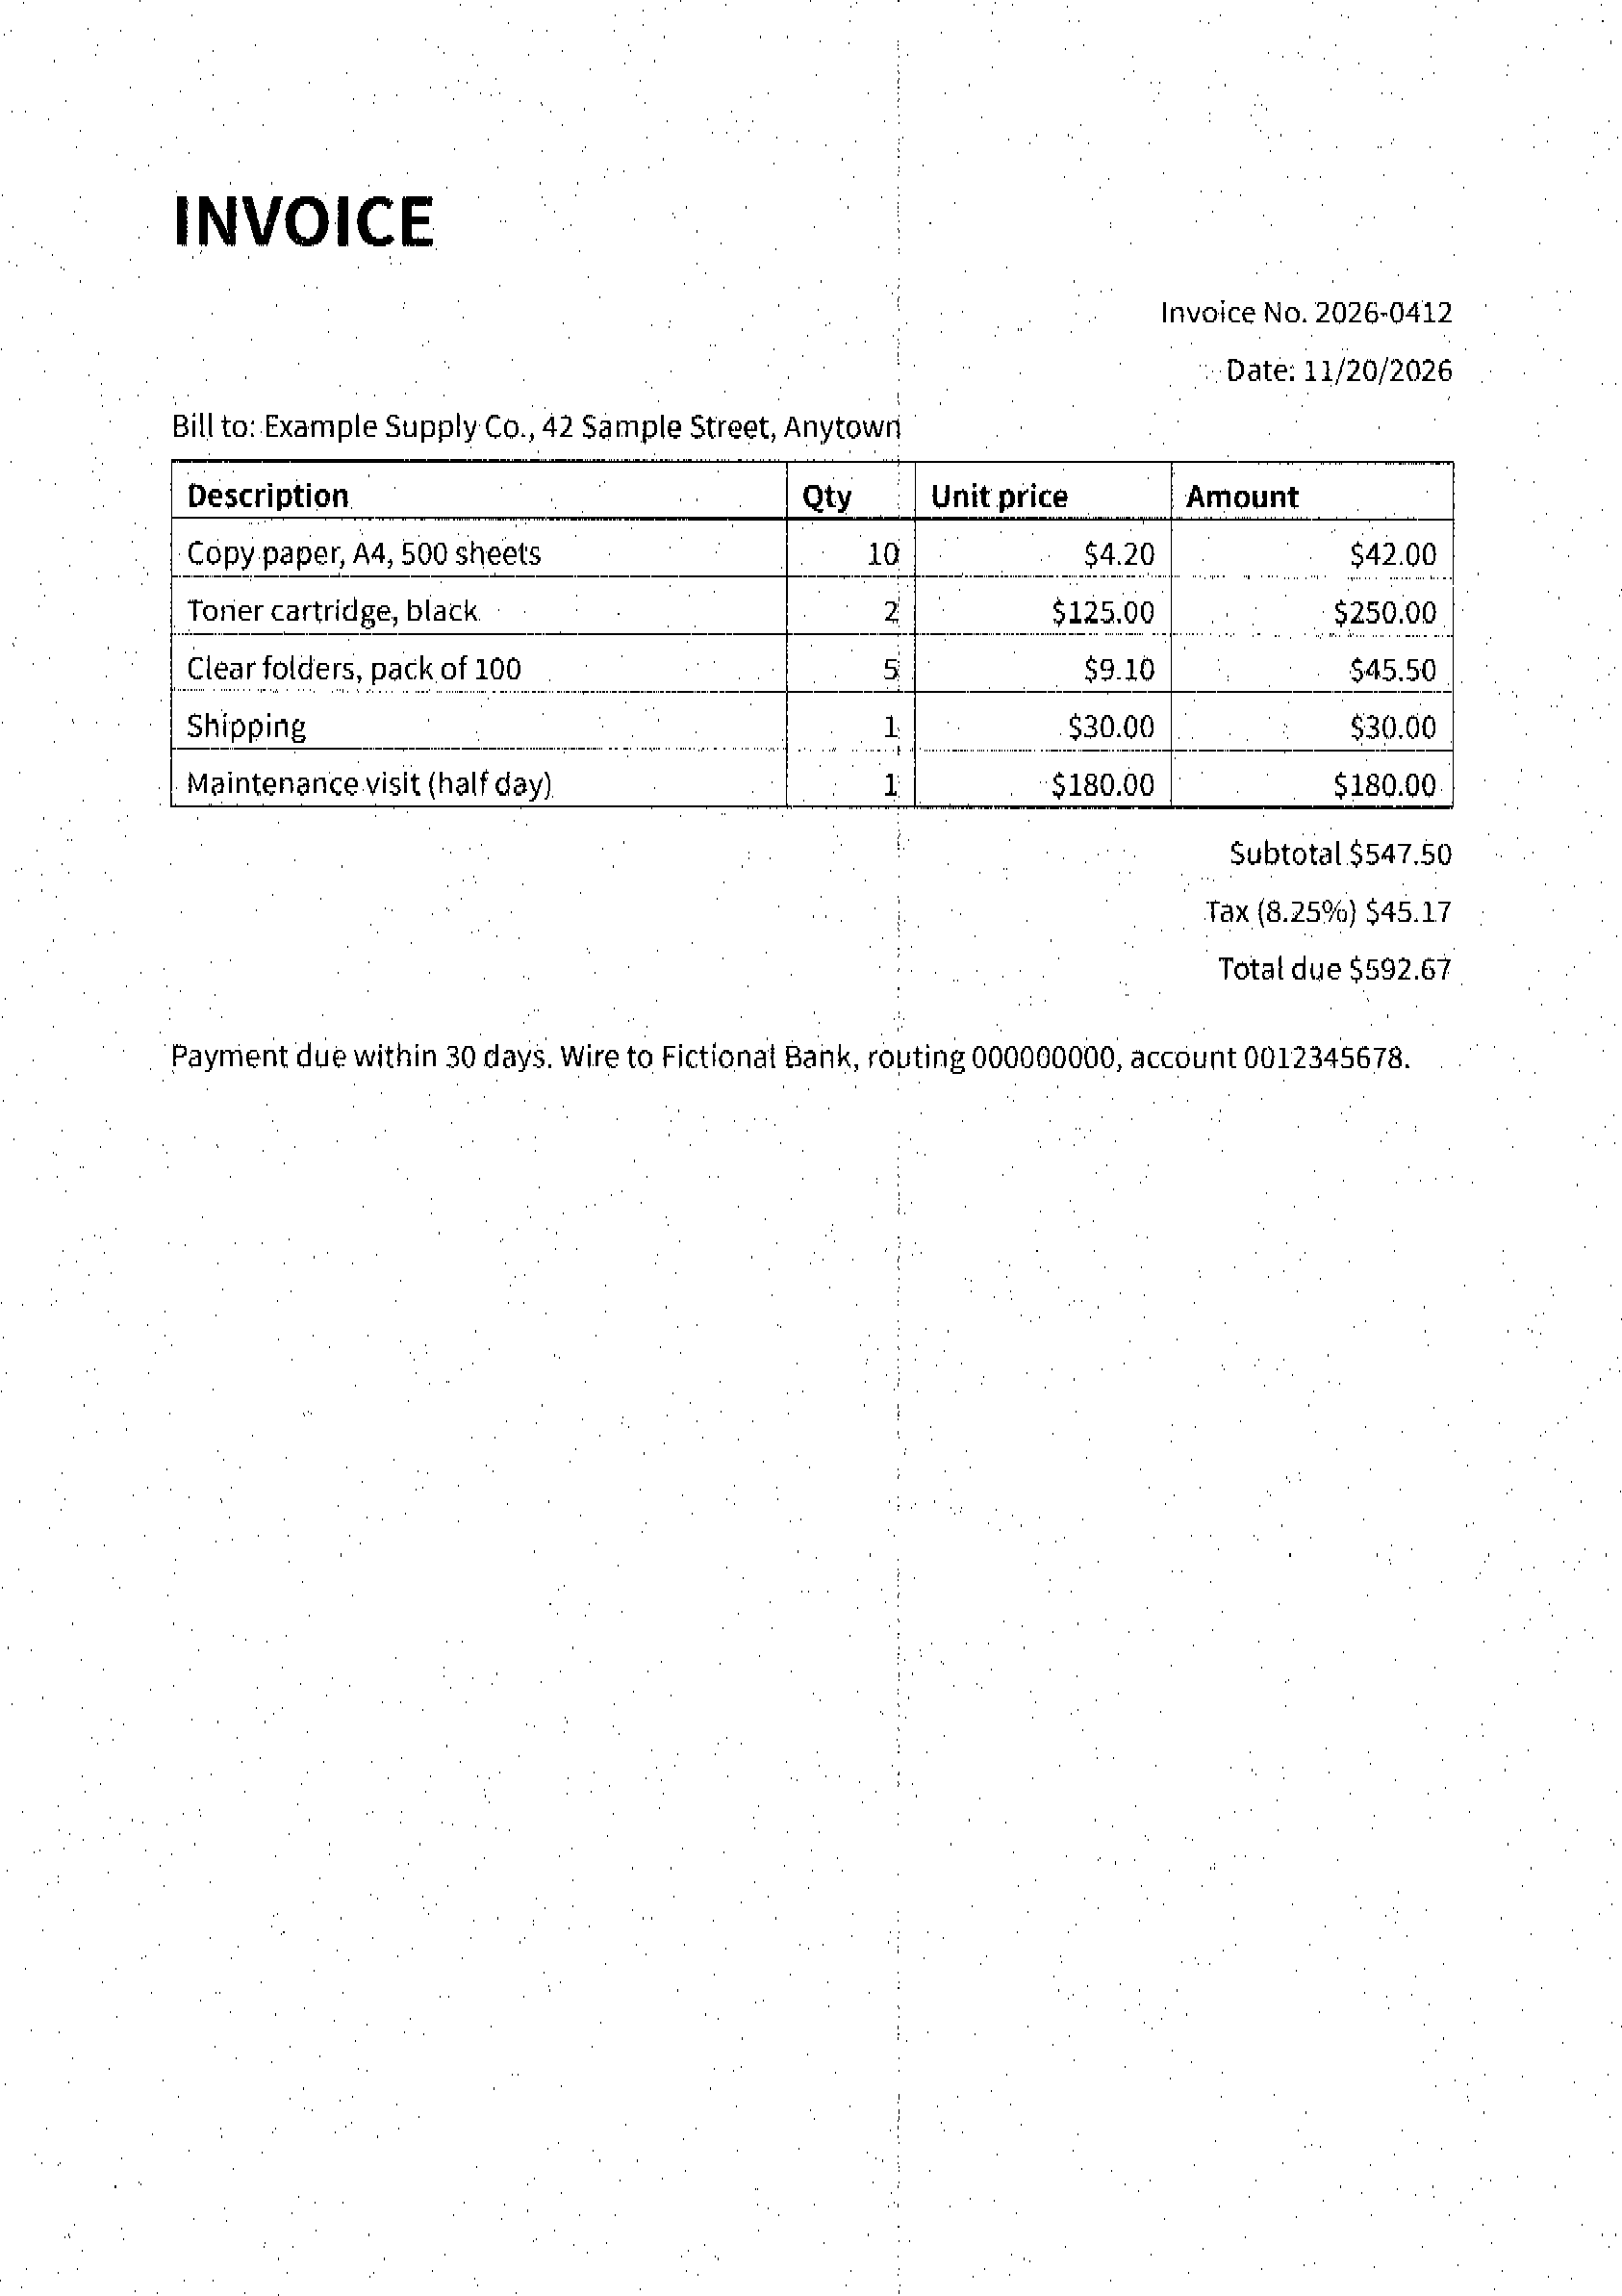 INVOICE
Invoice No. 2026-0412
Date: 11/20/2026
Bill to: Example Supply Co., 42 Sample Street, Anytown
Description Qty Unit price Amount
Copy paper, A4, 500 sheets 10 $4.20 $42.00
Toner cartridge, black 2 $125.00 $250.00
Clear folders, pack of 100 5 $9.10 $45.50
Shipping 1 $30.00 $30.00
Maintenance visit (half day) 1 $180.00 $180.00
Subtotal $547.50
Tax (8.25%) $45.17
Total due $592.67
Payment due within 30 days. Wire to Fictional Bank, routing 000000000, account 0012345678.